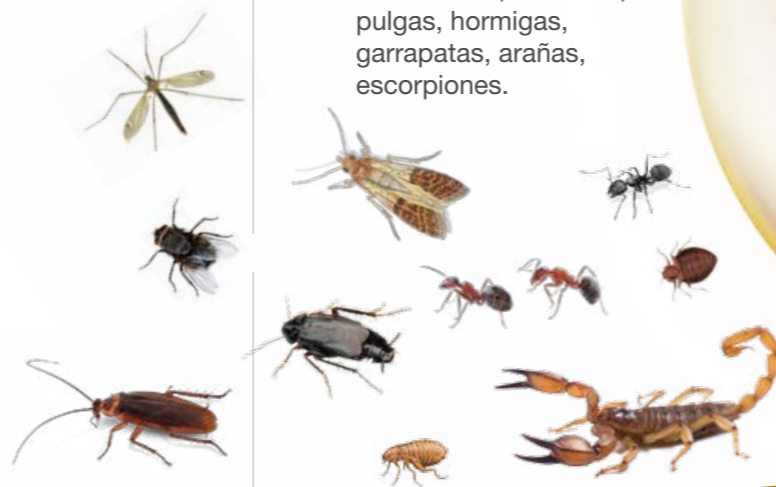 pulgas, hormigas,
garrapatas, arañas,
escorpiones.